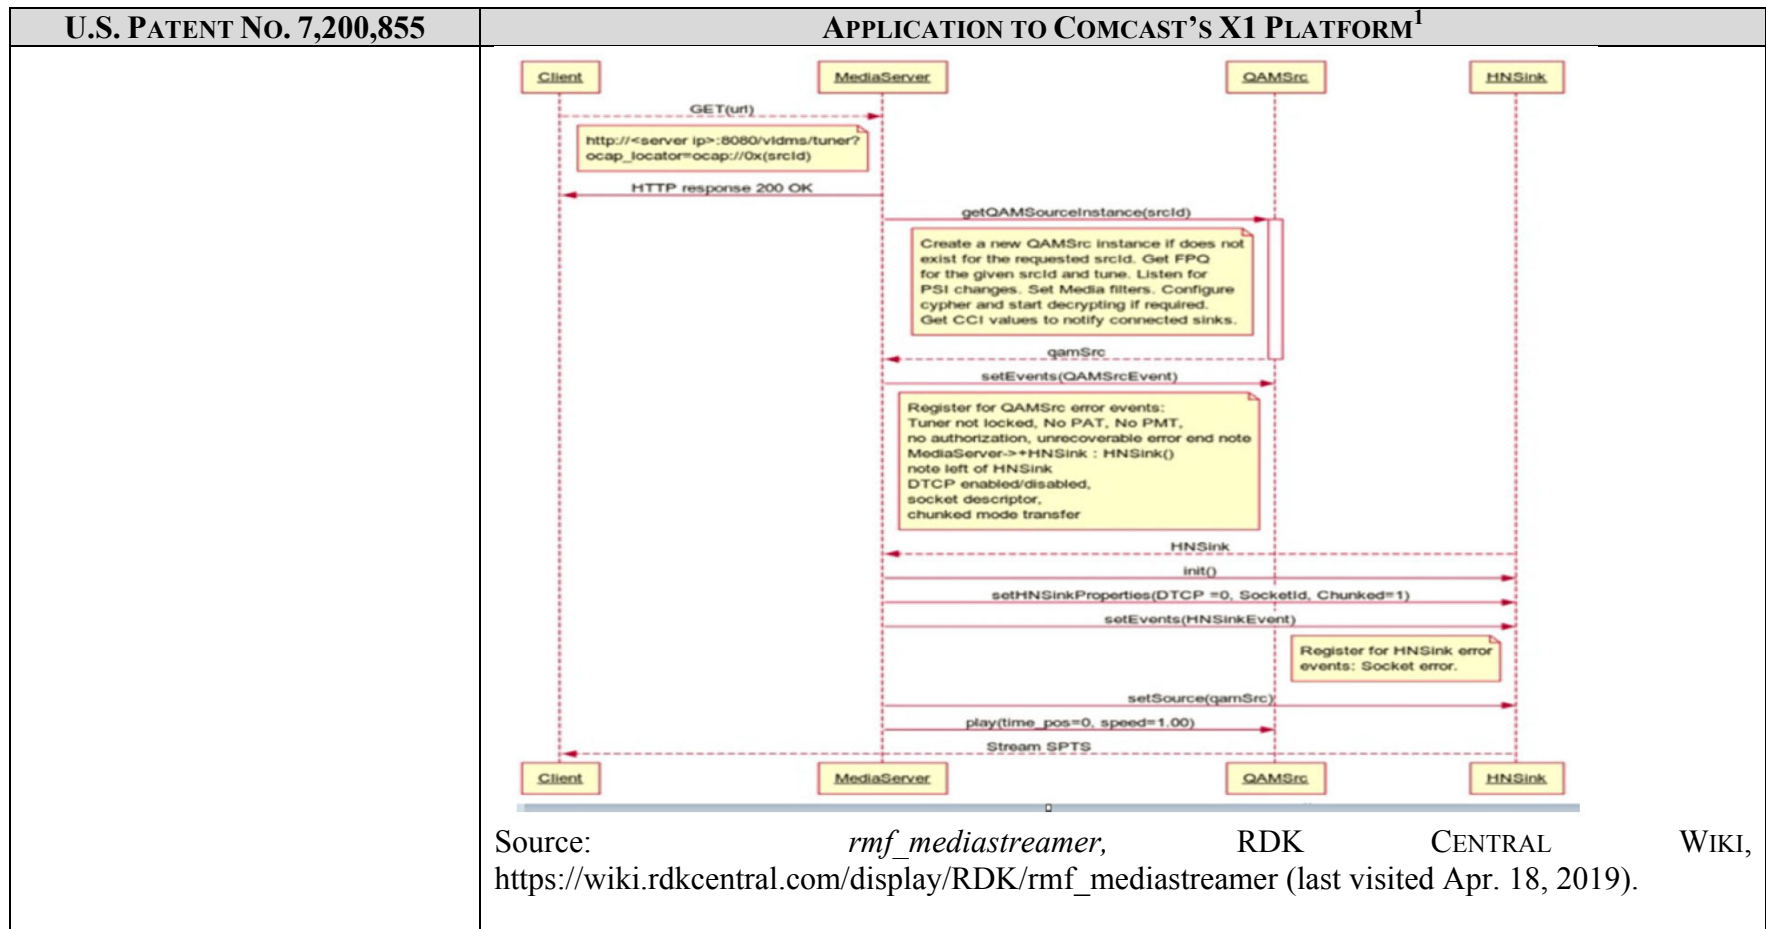 U.S. PATENT NO. 7,200,855
APPLICATION TO COMCAST'S X1 PLATFORM1
Client
MediaServer
QAMSrc
HNSink
GET(url)
http://<server ip>:8080/vldms/tuner?
ocap_locator=ocap://0x(srcId)
HTTP response 200 OK
getQAMSourceInstance(srcId)
Create a new QAMSrc instance if does not
exist for the requested srcId. Get FPQ
for the given srcId and tune. Listen for
PSI changes. Set Media filters. Configure
cypher and start decrypting if required.
Get CCI values to notify connected sinks.
qamSrc
setEvents(QAMSrcEvent)
Register for QAMSrc error events:
Tuner not locked, No PAT, No PMT,
no authorization, unrecoverable error end note
MediaServer->+HNSink : HNSink()
note left of HNSink
DTCP enabled/disabled,
socket descriptor,
chunked mode transfer
HNSink
init()
setHNSinkProperties(DTCP =0, SocketId, Chunked=1)
setEvents(HNSinkEvent)
Register for HNSink error
events: Socket error.
setSource(qamSrc)
play(time_pos=0, speed=1.00)
Stream SPTS
Client
MediaServer
QAMSrc
HNSink
Source: rmf_mediastreamer, RDK CENTRAL WIKI,
https://wiki.rdkcentral.com/display/RDK/rmf_mediastreamer (last visited Apr. 18, 2019).